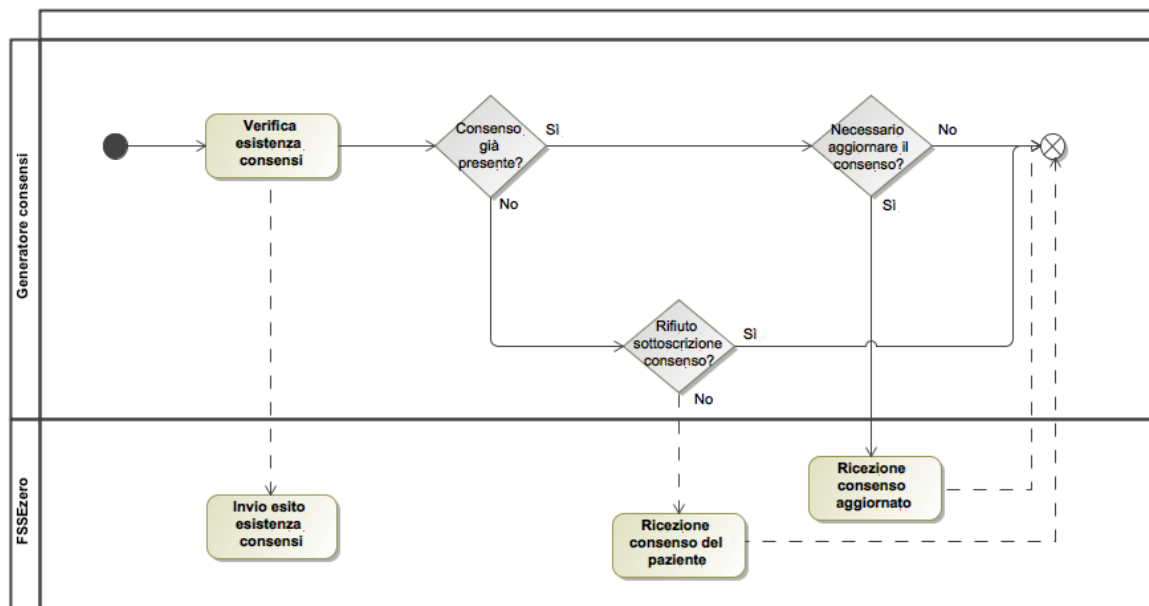 Generatore consensi
Verifica
esistenza
consensi
Consenso
già
presente?
Sì
No
Necessario
aggiornare il
consenso?
No
Sì
Rifiuto
sottoscrizione
consenso?
Sì
No
FSSEzero
Invio esito
esistenza
consensi
Ricezione
consenso del
paziente
Ricezione
consenso
aggiornato